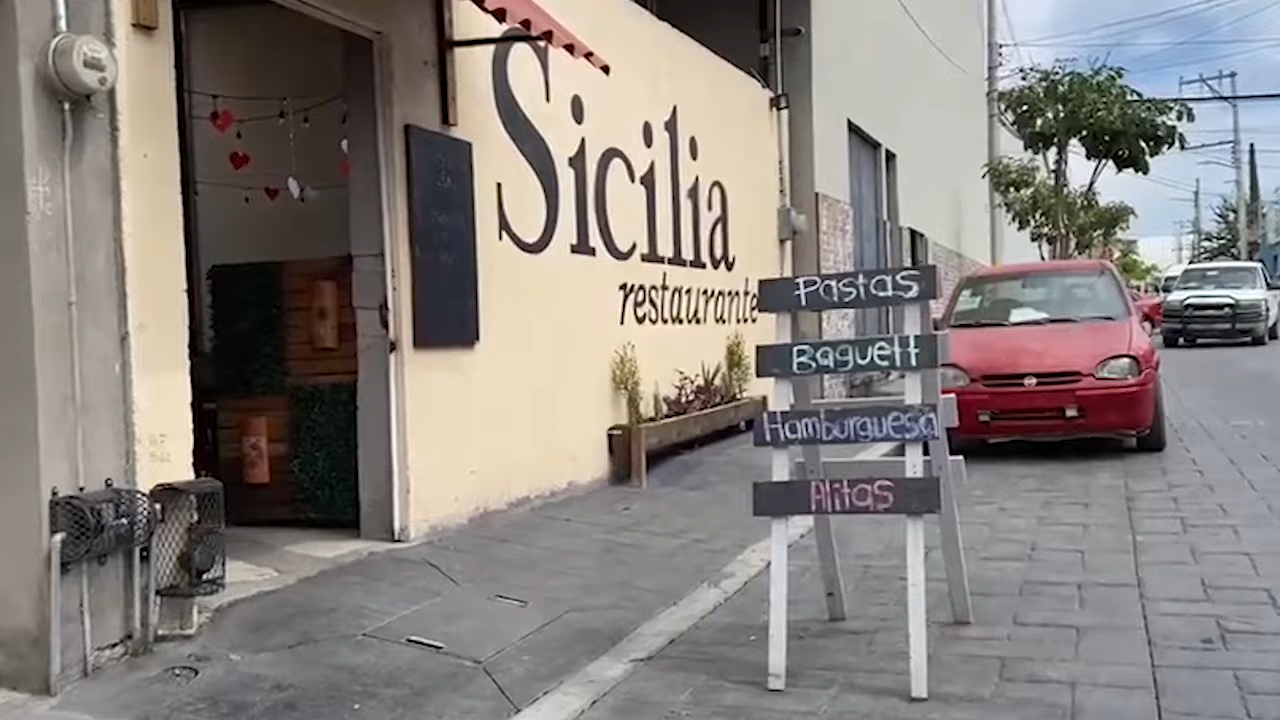 Sicilia
restaurante
Pastas
Baguett
Hamburguesa
Alitas